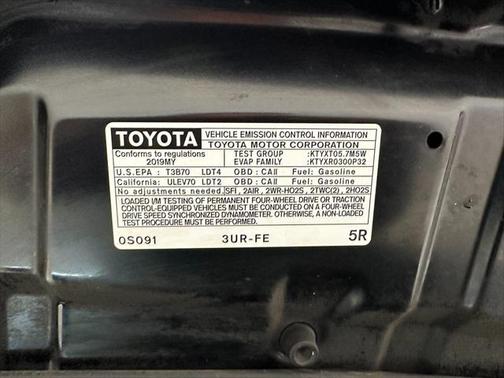 TOYOTA VEHICLE EMISSION CONTROL INFORMATION
TOYOTA MOTOR CORPORATION
Conforms to regulations TEST GROUP :KTYXT05.7M5W
2019MY EVAP FAMILY :KTYXR0300P32
U.S.EPA : T3B70 LDT4 OBD : CAII Fuel: Gasoline
California: ULEV70 LDT2 OBD : CAII Fuel: Gasoline
No adjustments needed. SFI, 2AIR, 2WR-HO2S, 2TWC(2), 2HO2S
LOADED I/M TESTING OF PERMANENT FOUR-WHEEL DRIVE OR TRACTION
CONTROL-EQUIPPED VEHICLES MUST BE CONDUCTED ON A FOUR-WHEEL
DRIVE SPEED SYNCHRONIZED DYNAMOMETER. OTHERWISE, A NON-LOADED
TEST PROCEDURE MUST BE USED.
0S091 3UR-FE 5R